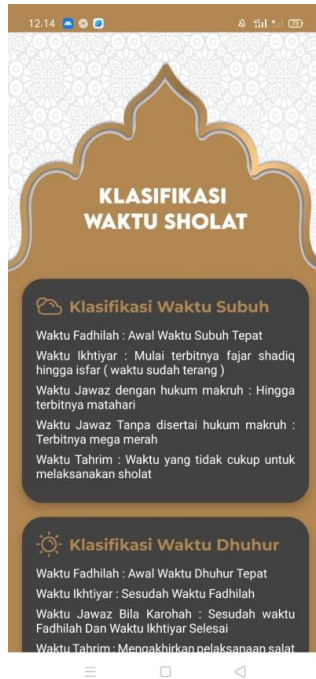 12.14
78
KLASIFIKASI
WAKTU SHOLAT
Klasifikasi Waktu Subuh
Waktu Fadhilah : Awal Waktu Subuh Tepat
Waktu Ikhtiyar : Mulai terbitnya fajar shadiq
hingga isfar ( waktu sudah terang )
Waktu Jawaz dengan hukum makruh : Hingga
terbitnya matahari
Waktu Jawaz Tanpa disertai hukum makruh :
Terbitnya mega merah
Waktu Tahrim : Waktu yang tidak cukup untuk
melaksanakan sholat
Klasifikasi Waktu Dhuhur
Waktu Fadhilah : Awal Waktu Dhuhur Tepat
Waktu Ikhtiyar : Sesudah Waktu Fadhilah
Waktu Jawaz Bila Karohah : Sesudah waktu
Fadhilah Dan Waktu Ikhtiyar Selesai
Waktu Tahrim : Mengakhirkan pelaksanaan salat